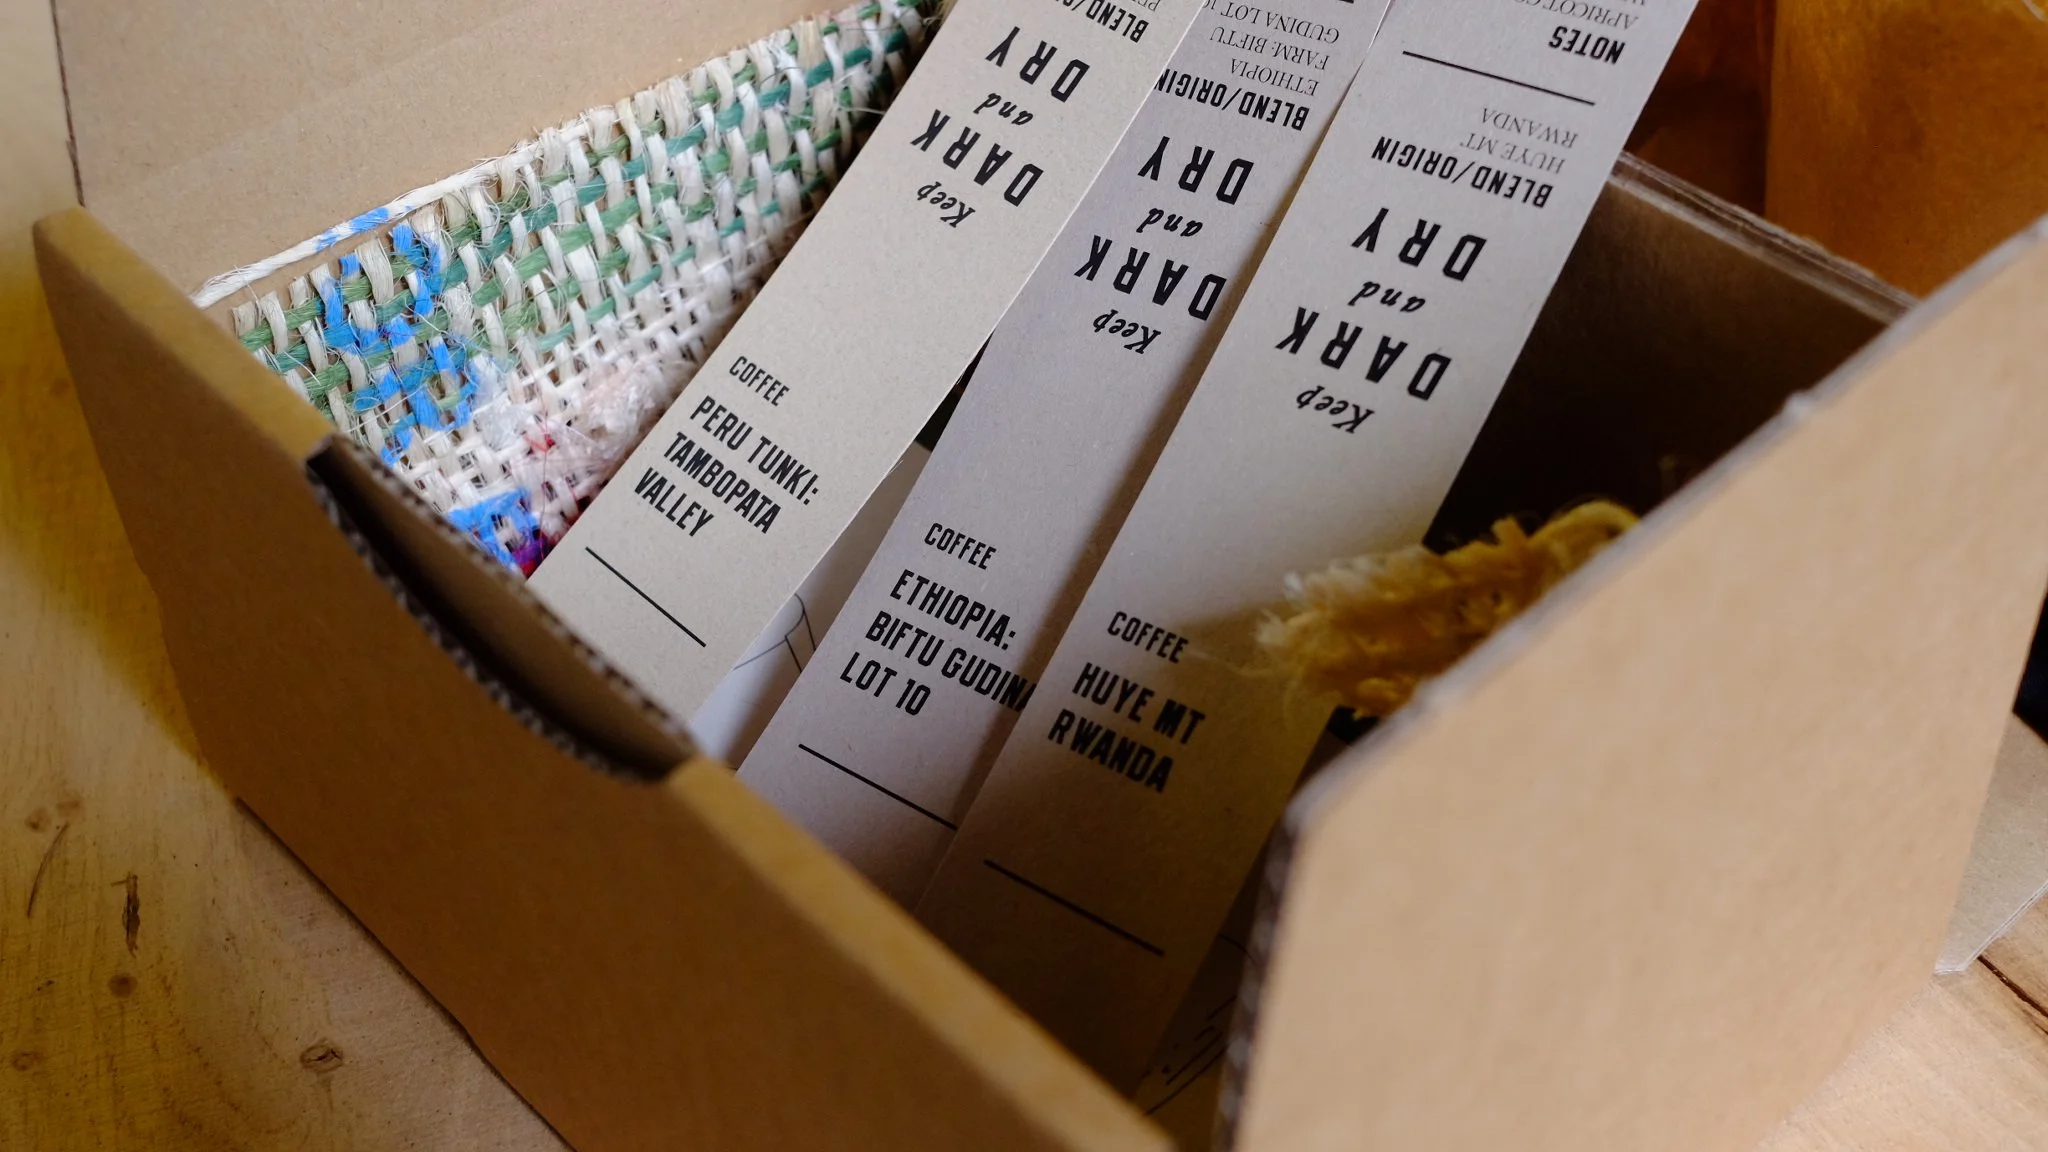 COFFEE
PERU TUNKI:
TAMBOPATA
VALLEY
Keep
DARK
and
DRY
COFFEE
ETHIOPIA:
BIFTU GUDINA
LOT 10
Keep
DARK
and
DRY
BLEND/ORIGIN
ETHIOPIA
FARM: BIFTU
GUDINA LOT
COFFEE
HUYE MT
RWANDA
Keep
DARK
and
DRY
BLEND/ORIGIN
HUYE MT
RWANDA
NOTES